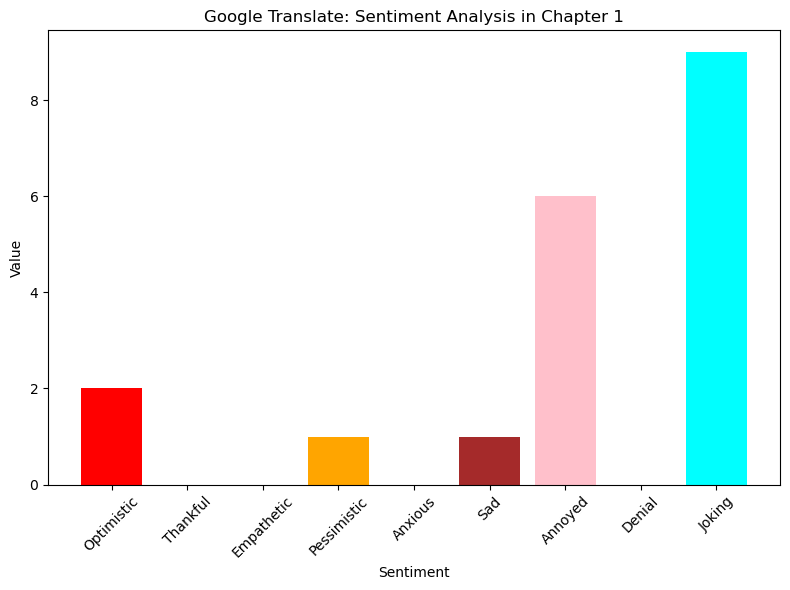 Google Translate: Sentiment Analysis in Chapter 1
Value
8
6
4
2
0
Optimistic
Thankful
Empathetic
Pessimistic
Anxious
Sad
Annoyed
Denial
Joking
Sentiment